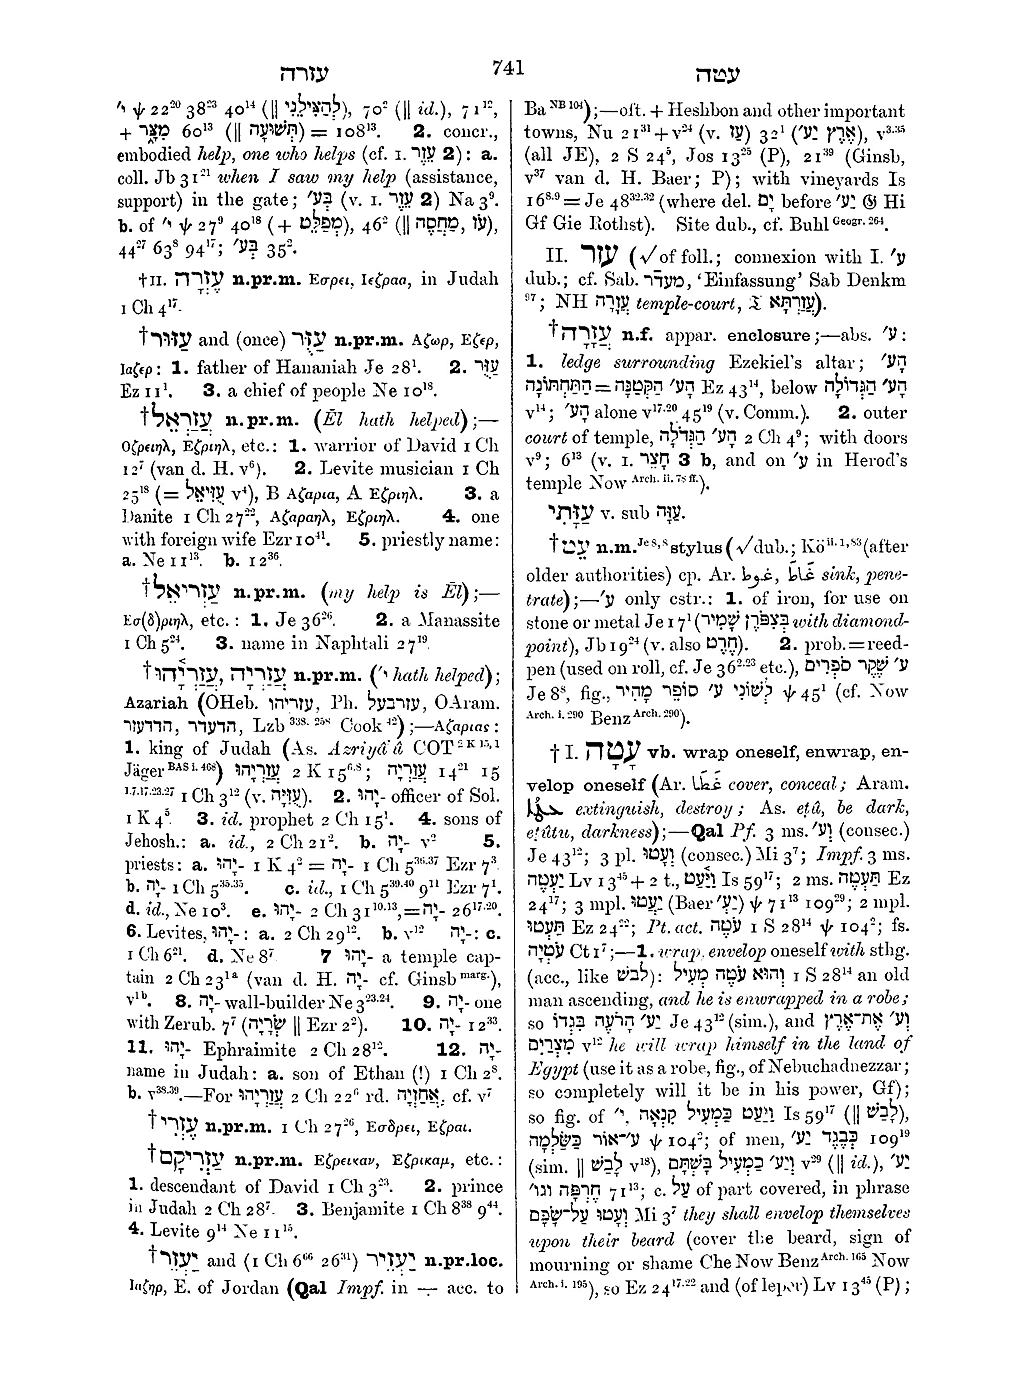 עזרה
741
עטה
י׳ ψ 22²⁰ 38²³ 40¹⁴ (‖ לְהַצִּילֵנִי), 70² (‖ id.), 71¹²,
+ מִצָּר 60¹³ (‖ תְּשׁוּעָה) = 108¹³. 2. concr.,
embodied help, one who helps (cf. I. עֵזֶר 2): a.
coll. Jb 31²¹ when I saw my help (assistance,
support) in the gate; בְּע׳ (v. I. עֵזֶר 2) Na 3⁹.
b. of י׳ ψ 27⁹ 40¹⁸ (+ מְפַלֵּט), 46² (‖ מַחֲסֶה, עֹז),
44²⁷ 63⁸ 94¹⁷; בְּע׳ 35².
†II. עֶזְרָה n.pr.m. Εσρει, Ιεζραα, in Judah
1 Ch 4¹⁷.
†עַזּוּר and (once) עַזֻּר n.pr.m. Αζωρ, Εζερ,
Ιαζερ: 1. father of Hananiah Je 28¹. 2. עַזֻּר
Ez 11¹. 3. a chief of people Ne 10¹⁸.
†עֲזַרְאֵל n.pr.m. (Ēl hath helped);—
Οζρειηλ, Εζριηλ, etc.: 1. warrior of David 1 Ch
12⁷ (van d. H. v⁶). 2. Levite musician 1 Ch
25¹⁸ (= עֻזִּיאֵל v⁴), B Αζαρια, A Εζριηλ. 3. a
Danite 1 Ch 27²², Αζαραηλ, Εζριηλ. 4. one
with foreign wife Ezr 10⁴¹. 5. priestly name:
a. Ne 11¹³. b. 12³⁶.
†עַזְרִיאֵל n.pr.m. (my help is Ēl);—
Εσ(δ)ριηλ, etc.: 1. Je 36²⁶. 2. a Manassite
1 Ch 5²⁴. 3. name in Naphtali 27¹⁹.
†עֲזַרְיָה, עֲזַרְיָהוּ n.pr.m. (י׳ hath helped);
Azariah (OHeb. עזריהו, Ph. עזרבעל, OAram.
הדעדר, הדדעזר, Lzb ³³⁸· ²⁵⁸ Cook ⁴²);—Αζαριας:
1. king of Judah (As. Azriyâ'û COT ² ᴷ ¹⁵,¹
Jäger ᴮᴬˢ ⁱ· ⁴⁶⁸) עֲזַרְיָהוּ 2 K 15⁶·⁸; עֲזַרְיָה 14²¹ 15
¹·⁷·¹⁷·²³·²⁷ 1 Ch 3¹² (v. עֻזִּיָּה). 2. יָהוּ- officer of Sol.
1 K 4⁵. 3. id. prophet 2 Ch 15¹. 4. sons of
Jehosh.: a. id., 2 Ch 21². b. יָה- v² 5.
priests: a. יָהוּ- 1 K 4² = יָה- 1 Ch 5³⁶·³⁷ Ezr 7³.
b. יָה- 1 Ch 5³⁵·³⁵. c. id., 1 Ch 5³⁹·⁴⁰ 9¹¹ Ezr 7¹.
d. id., Ne 10³. e. יָהוּ- 2 Ch 31¹⁰·¹³, = יָה- 26¹⁷·²⁰.
6. Levites, יָהוּ-: a. 2 Ch 29¹². b. v¹² יָה-: c.
1 Ch 6²¹. d. Ne 8⁷. 7 יָהוּ- a temple cap-
tain 2 Ch 23¹ᵃ (van d. H. יָה- cf. Ginsb ᵐᵃʳᵍ·),
v¹ᵇ. 8. יָה- wall-builder Ne 3²³·²⁴. 9. יָה- one
with Zerub. 7⁷ (שְׂרָיָה ‖ Ezr 2²). 10. יָה- 12³³.
11. יָהוּ- Ephraimite 2 Ch 28¹². 12. יָה-
name in Judah: a. son of Ethan (!) 1 Ch 2⁸.
b. v³⁸·³⁹.—For עֲזַרְיָהוּ 2 Ch 22⁶ rd. אֲחַזְיָה, cf. v⁷
†עֶזְרִי n.pr.m. 1 Ch 27²⁶, Εσδρει, Εζραι.
†עַזְרִיקָם n.pr.m. Εζρεικαν, Εζρικαμ, etc.:
1. descendant of David 1 Ch 3²³. 2. prince
in Judah 2 Ch 28⁷. 3. Benjamite 1 Ch 8³⁸ 9⁴⁴.
4. Levite 9¹⁴ Ne 11¹⁵.
†יַעְזֵר and (1 Ch 6⁶⁶ 26³¹) יַעְזֵיר n.pr.loc.
Ιαζηρ, E. of Jordan (Qal Impf. in –– acc. to
Ba ᴺᴮ ¹⁰⁴);—oft. + Heshbon and other important
towns, Nu 21³¹ + v²⁴ (v. עַז) 32¹ (אֶרֶץ יַע׳), v³·³⁵
(all JE), 2 S 24⁵, Jos 13²⁵ (P), 21³⁹ (Ginsb,
v³⁷ van d. H. Baer; P); with vineyards Is
16⁸·⁹ = Je 48³²·³² (where del. יָם before יַע׳ 𝔊 Hi
Gf Gie Rothst). Site dub., cf. Buhl ᴳᵉᵒᵍʳ· ²⁶⁴.
II. עזר (√ of foll.; connexion with I. ע׳
dub.; cf. Sab. מעדֿר, ‘Einfassung’ Sab Denkm
⁹⁷; NH עֲזָרָה temple-court, 𝔗 עֲזַרְתָּא).
†עֲזָרָה n.f. appar. enclosure;—abs. ע׳:
1. ledge surrounding Ezekiel's altar; הָע׳
הַתַּחְתּוֹנָה = הָע׳ הַקְּטַנָּה Ez 43¹⁴, below הָע׳ הַגְּדוֹלָה
v¹⁴; הָע׳ alone v¹⁷·²⁰ 45¹⁹ (v. Comm.). 2. outer
court of temple, הָע׳ הַגְּדֹלָה 2 Ch 4⁹; with doors
v⁹; 6¹³ (v. I. חָצֵר 3 b, and on ע׳ in Herod's
temple Now ᴬʳᶜʰ· ⁱⁱ· ⁷⁸ ᶠᶠ·).
עַזָּתִי v. sub עַזָּה.
†עֵט n.m. ᴶᵉ ⁸,⁸ stylus (√ dub.; Kö ⁱⁱ· ¹,⁸³ (after
older authorities) cp. Ar. غَاطَ, غوط sink, pene-
trate);—ע׳ only cstr.: 1. of iron, for use on
stone or metal Je 17¹ (בְּצִפֹּרֶן שָׁמִיר with diamond-
point), Jb 19²⁴ (v. also חֶרֶט). 2. prob. = reed-
pen (used on roll, cf. Je 36²·²³ etc.), ע׳ שֶׁקֶר סֹפְרִים
Je 8⁸, fig., לְשׁוֹנִי ע׳ סוֹפֵר מָהִיר ψ 45¹ (cf. Now
ᴬʳᶜʰ· ⁱ· ²⁹⁰ Benz ᴬʳᶜʰ· ²⁹⁰).
† I. עָטָה vb. wrap oneself, enwrap, en-
velop oneself (Ar. غَطَا cover, conceal; Aram.
extinguish, destroy; As. eṭû, be dark,
eṭûtu, darkness);—Qal Pf. 3 ms. וְע׳ (consec.)
Je 43¹²; 3 pl. וְעָטוּ (consec.) Mi 3⁷; Impf. 3 ms.
יַעְטֶה Lv 13⁴⁵ + 2 t., וַיַּעַט Is 59¹⁷; 2 ms. תַּעְטֶה Ez
24¹⁷; 3 mpl. יַעֲטוּ (Baer יַע׳) ψ 71¹³ 109²⁹; 2 mpl.
תַּעְטוּ Ez 24²²; Pt. act. עֹטֶה 1 S 28¹⁴ ψ 104²; fs.
עֹטְיָה Ct 1⁷;—1. wrap, envelop oneself with sthg.
(acc., like לבשׁ): וְהוּא עֹטֶה מְעִיל 1 S 28¹⁴ an old
man ascending, and he is enwrapped in a robe;
so יַע׳ הָרֹעֶה בִּגְדוֹ Je 43¹² (sim.), and וְע׳ אֶת־אֶרֶץ
מִצְרַיִם v¹² he will wrap himself in the land of
Egypt (use it as a robe, fig., of Nebuchadnezzar;
so completely will it be in his power, Gf);
so fig. of י׳, וַיַּעַט כַּמְעִיל קִנְאָה Is 59¹⁷ (‖ לָבַשׁ),
ע׳־אוֹר כַּשַּׂלְמָה ψ 104²; of men, כְּבֶגֶד יַע׳ 109¹⁹
(sim. ‖ לָבַשׁ v¹⁸), וְיַע׳ כַמְעִיל בָּשְׁתָּם v²⁹ (‖ id.), יַע׳
חֶרְפָּה וגו׳ 71¹³; c. עַל of part covered, in phrase
וְעָטוּ עַל־שָׂפָם Mi 3⁷ they shall envelop themselves
upon their beard (cover the beard, sign of
mourning or shame Che Now Benz ᴬʳᶜʰ· ¹⁶⁵ Now
ᴬʳᶜʰ· ⁱ· ¹⁹⁵), so Ez 24¹⁷·²² and (of leper) Lv 13⁴⁵ (P);